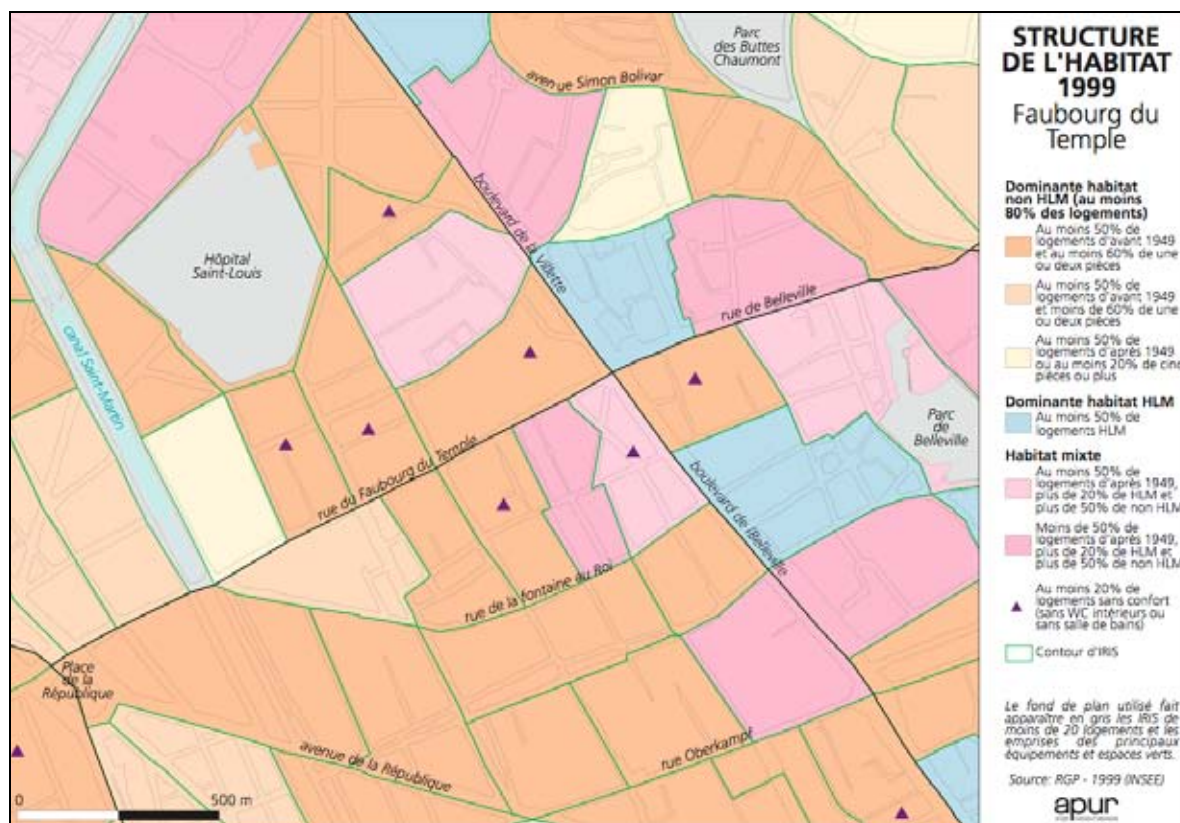 Parc
des Buttes
Chaumont
avenue Simon Bolivar
boulevard de la Villette
Hôpital
Saint-Louis
rue de Belleville
canal Saint-Martin
Parc
de
Belleville
rue du Faubourg du Temple
boulevard de Belleville
rue de la fontaine du Roi
Place
de la
République
avenue de la République
rue Oberkampf
0
500 m
STRUCTURE
DE L'HABITAT
1999
Faubourg du
Temple
Dominante habitat
non HLM (au moins
80% des logements)
Au moins 50% de
logements d'avant 1949
et au moins 60% de une
ou deux pièces
Au moins 50% de
logements d'avant 1949
et moins de 60% de une
ou deux pièces
Au moins 50% de
logements d'après 1949
ou au moins 20% de cinq
pièces ou plus
Dominante habitat HLM
Au moins 50% de
logements HLM
Habitat mixte
Au moins 50% de
logements d'après 1949,
plus de 20% de HLM et
plus de 50% de non HLM
Moins de 50% de
logements d'après 1949,
plus de 20% de HLM et
plus de 50% de non HLM
Au moins 20% de
logements sans confort
(sans WC intérieurs ou
sans salle de bains)
Contour d'IRIS
Le fond de plan utilisé fait
apparaître en gris les IRIS de
moins de 20 logements et les
emprises des principaux
équipements et espaces verts.
Source: RGP - 1999 (INSEE)
apur